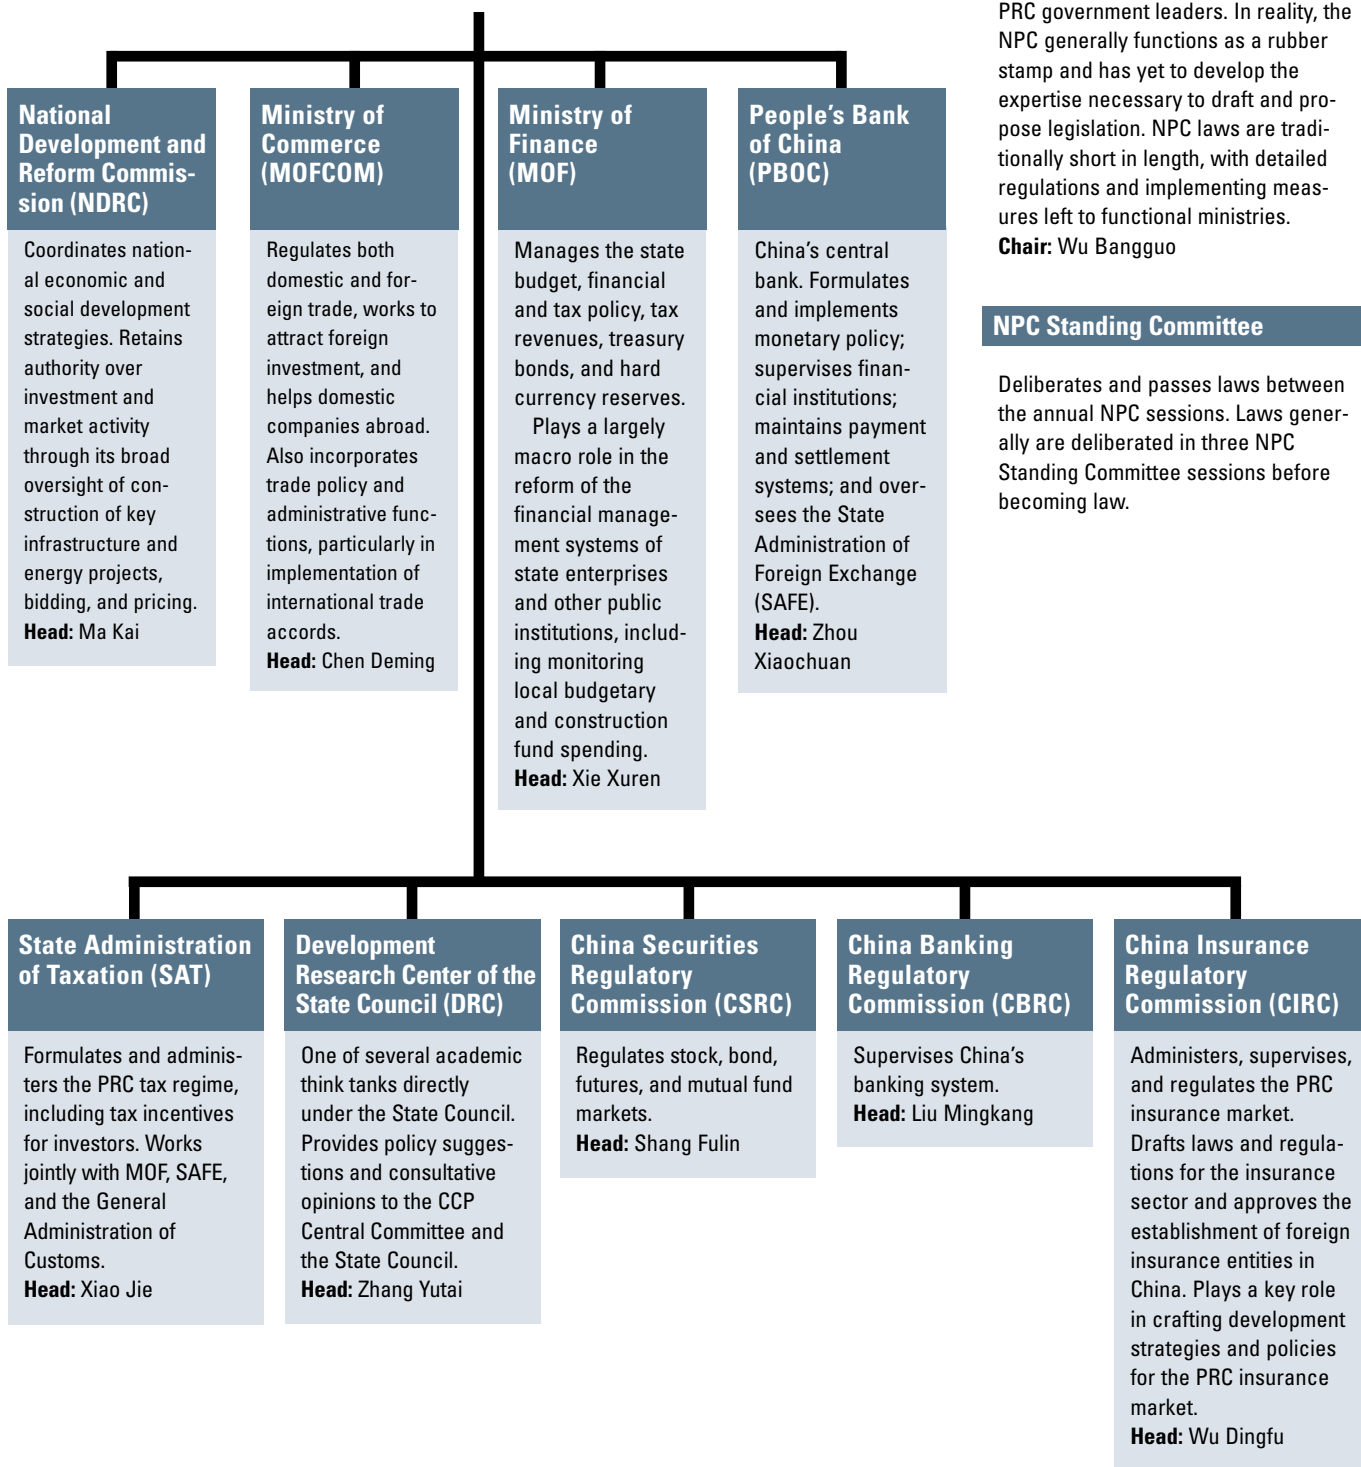 National
Development and
Reform Commis-
sion (NDRC)
Coordinates nation-
al economic and
social development
strategies. Retains
authority over
investment and
market activity
through its broad
oversight of con-
struction of key
infrastructure and
energy projects,
bidding, and pricing.
Head: Ma Kai
Ministry of
Commerce
(MOFCOM)
Regulates both
domestic and for-
eign trade, works to
attract foreign
investment, and
helps domestic
companies abroad.
Also incorporates
trade policy and
administrative func-
tions, particularly in
implementation of
international trade
accords.
Head: Chen Deming
Ministry of
Finance
(MOF)
Manages the state
budget, financial
and tax policy, tax
revenues, treasury
bonds, and hard
currency reserves.
Plays a largely
macro role in the
reform of the
financial manage-
ment systems of
state enterprises
and other public
institutions, includ-
ing monitoring
local budgetary
and construction
fund spending.
Head: Xie Xuren
People's Bank
of China
(PBOC)
China's central
bank. Formulates
and implements
monetary policy;
supervises finan-
cial institutions;
maintains payment
and settlement
systems; and over-
sees the State
Administration of
Foreign Exchange
(SAFE).
Head: Zhou
Xiaochuan
PRC government leaders. In reality, the
NPC generally functions as a rubber
stamp and has yet to develop the
expertise necessary to draft and pro-
pose legislation. NPC laws are tradi-
tionally short in length, with detailed
regulations and implementing meas-
ures left to functional ministries.
Chair: Wu Bangguo
NPC Standing Committee
Deliberates and passes laws between
the annual NPC sessions. Laws gener-
ally are deliberated in three NPC
Standing Committee sessions before
becoming law.
State Administration
of Taxation (SAT)
Formulates and adminis-
ters the PRC tax regime,
including tax incentives
for investors. Works
jointly with MOF, SAFE,
and the General
Administration of
Customs.
Head: Xiao Jie
Development
Research Center of the
State Council (DRC)
One of several academic
think tanks directly
under the State Council.
Provides policy sugges-
tions and consultative
opinions to the CCP
Central Committee and
the State Council.
Head: Zhang Yutai
China Securities
Regulatory
Commission (CSRC)
Regulates stock, bond,
futures, and mutual fund
markets.
Head: Shang Fulin
China Banking
Regulatory
Commission (CBRC)
Supervises China's
banking system.
Head: Liu Mingkang
China Insurance
Regulatory
Commission (CIRC)
Administers, supervises,
and regulates the PRC
insurance market.
Drafts laws and regula-
tions for the insurance
sector and approves the
establishment of foreign
insurance entities in
China. Plays a key role
in crafting development
strategies and policies
for the PRC insurance
market.
Head: Wu Dingfu